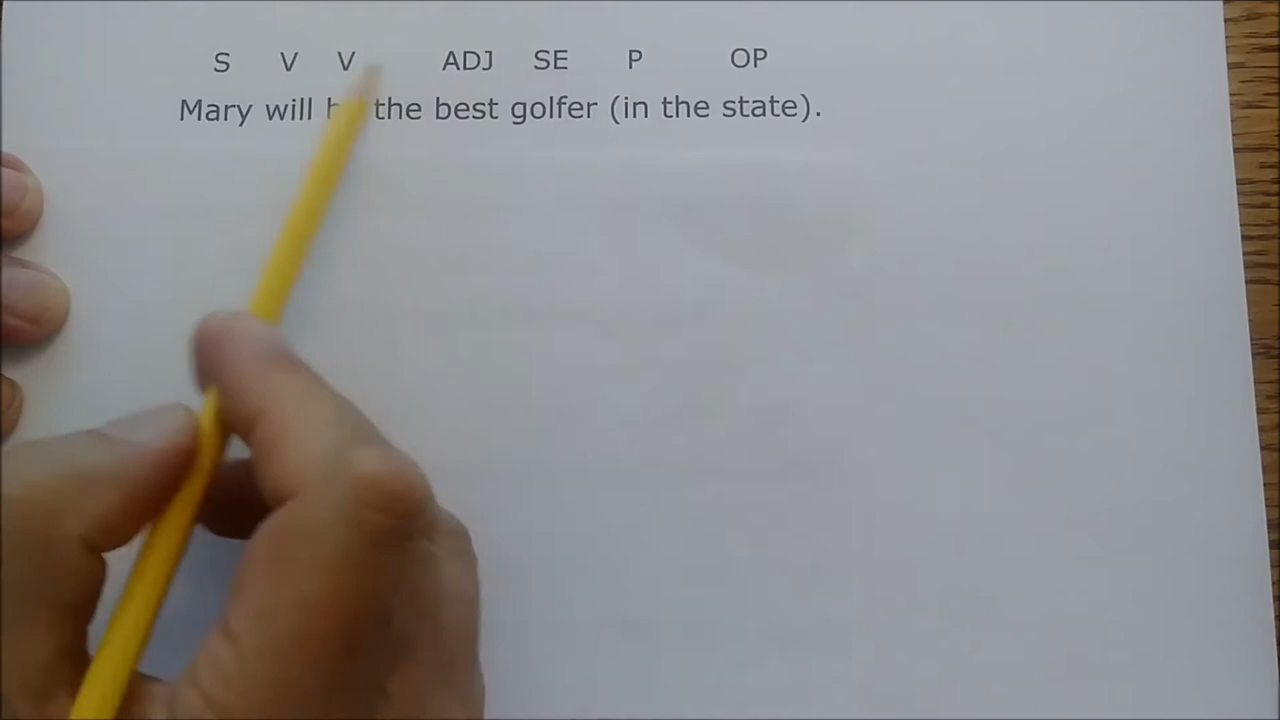 S V V ADJ SE P OP
Mary will the best golfer (in the state).